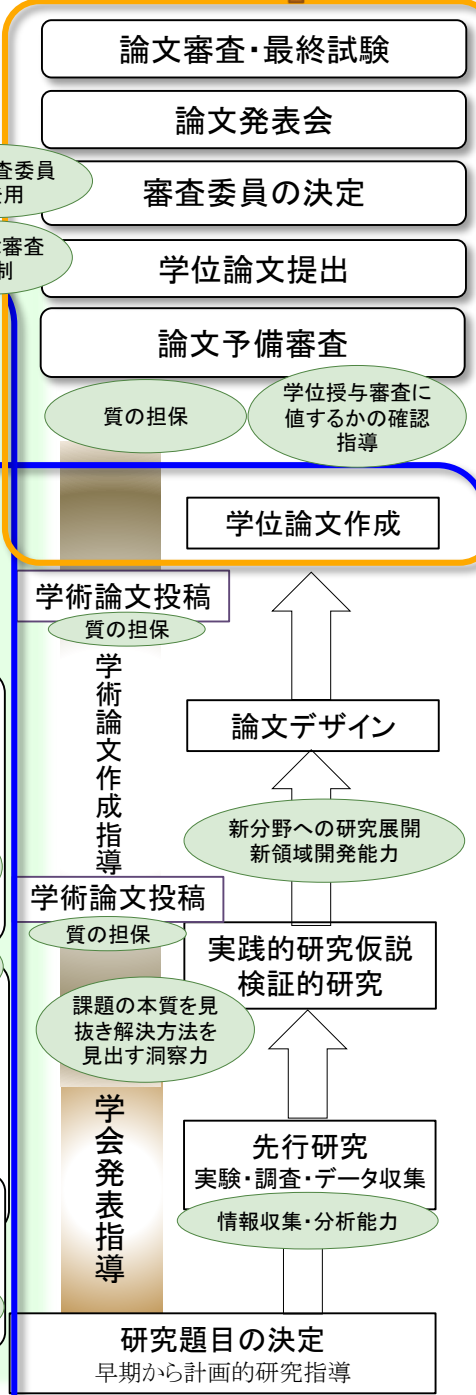 論文審査・最終試験
論文発表会
査委員
用
審査委員の決定
審査
制
学位論文提出
論文予備審査
質の担保
学位授与審査に
値するかの確認
指導
学位論文作成
学術論文投稿
質の担保
学術論文作成指導
論文デザイン
新分野への研究展開
新領域開発能力
学術論文投稿
質の担保
実践的研究仮説
検証的研究
課題の本質を見
抜き解決方法を
見出す洞察力
学会発表指導
先行研究
実験・調査・データ収集
情報収集・分析能力
研究題目の決定
早期から計画的研究指導